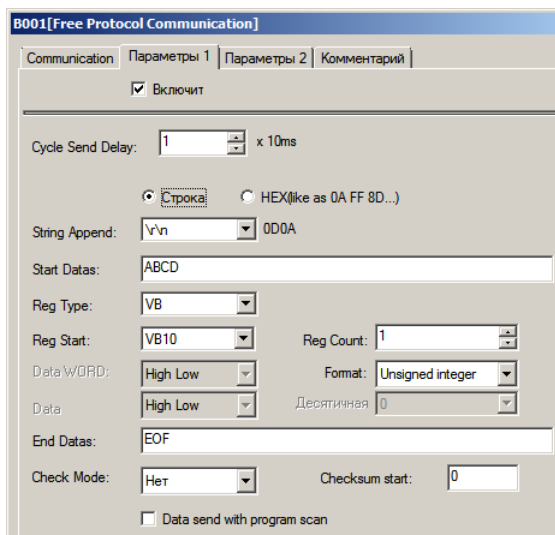 B001[Free Protocol Communication]
Communication Параметры 1 Параметры 2 Комментарий
Включит
Cycle Send Delay: 1 x 10ms
Строка HEX(like as 0A FF 8D...)
String Append: \r\n 0D0A
Start Datas: ABCD
Reg Type: VB
Reg Start: VB10 Reg Count: 1
Data WORD: High Low Format: Unsigned integer
Data High Low Десятичная 0
End Datas: EOF
Check Mode: Нет Checksum start: 0
Data send with program scan